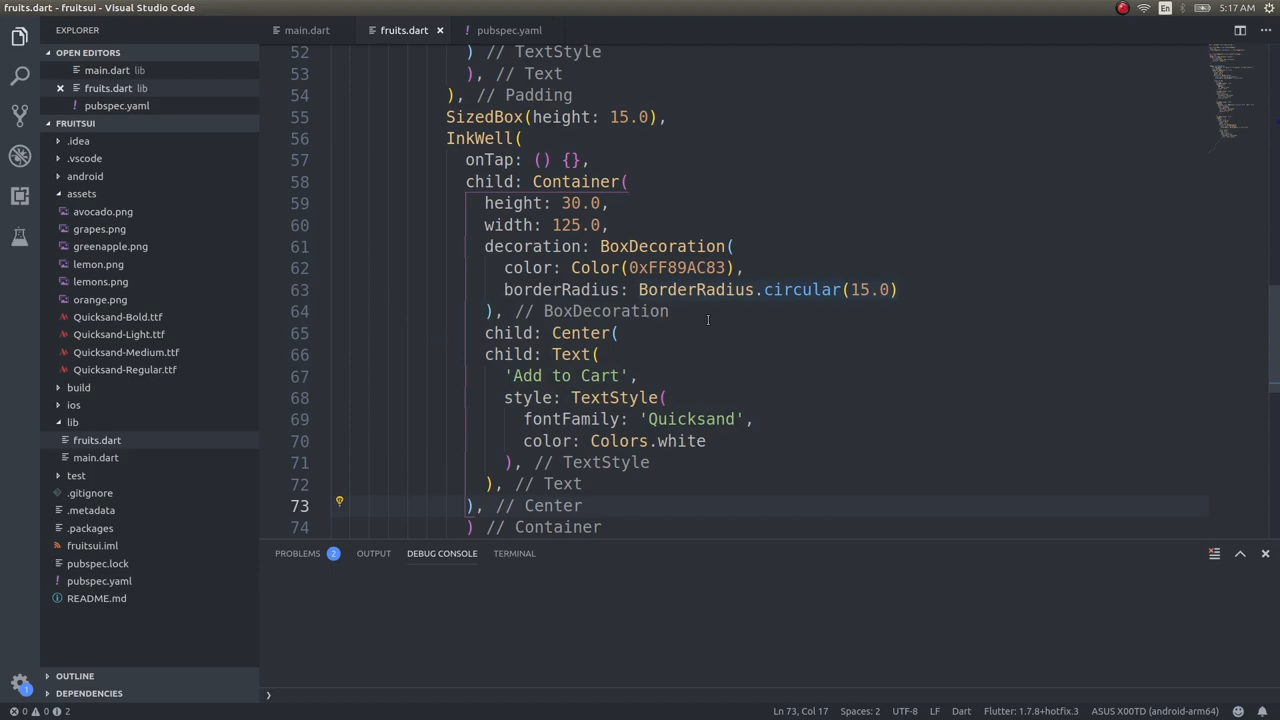 fruits.dart - fruitsui - Visual Studio Code
En
5:17 AM
EXPLORER
OPEN EDITORS
main.dart lib
fruits.dart lib
pubspec.yaml
FRUITSUI
.idea
.vscode
android
assets
avocado.png
grapes.png
greenapple.png
lemon.png
lemons.png
orange.png
Quicksand-Bold.ttf
Quicksand-Light.ttf
Quicksand-Medium.ttf
Quicksand-Regular.ttf
build
ios
lib
fruits.dart
main.dart
test
.gitignore
.metadata
.packages
fruitsui.iml
pubspec.lock
pubspec.yaml
README.md
OUTLINE
DEPENDENCIES
main.dart
fruits.dart
pubspec.yaml
52 ) // TextStyle
53 ), // Text
54 ), // Padding
55 SizedBox(height: 15.0),
56 InkWell(
57 onTap: () {},
58 child: Container(
59 height: 30.0,
60 width: 125.0,
61 decoration: BoxDecoration(
62 color: Color(0xFF89AC83),
63 borderRadius: BorderRadius.circular(15.0)
64 ), // BoxDecoration
65 child: Center(
66 child: Text(
67 'Add to Cart',
68 style: TextStyle(
69 fontFamily: 'Quicksand',
70 color: Colors.white
71 ), // TextStyle
72 ), // Text
73 ), // Center
74 ) // Container
PROBLEMS 2 OUTPUT DEBUG CONSOLE TERMINAL
1
0 0 2 Ln 73, Col 17 Spaces: 2 UTF-8 LF Dart Flutter: 1.7.8+hotfix.3 ASUS X00TD (android-arm64)